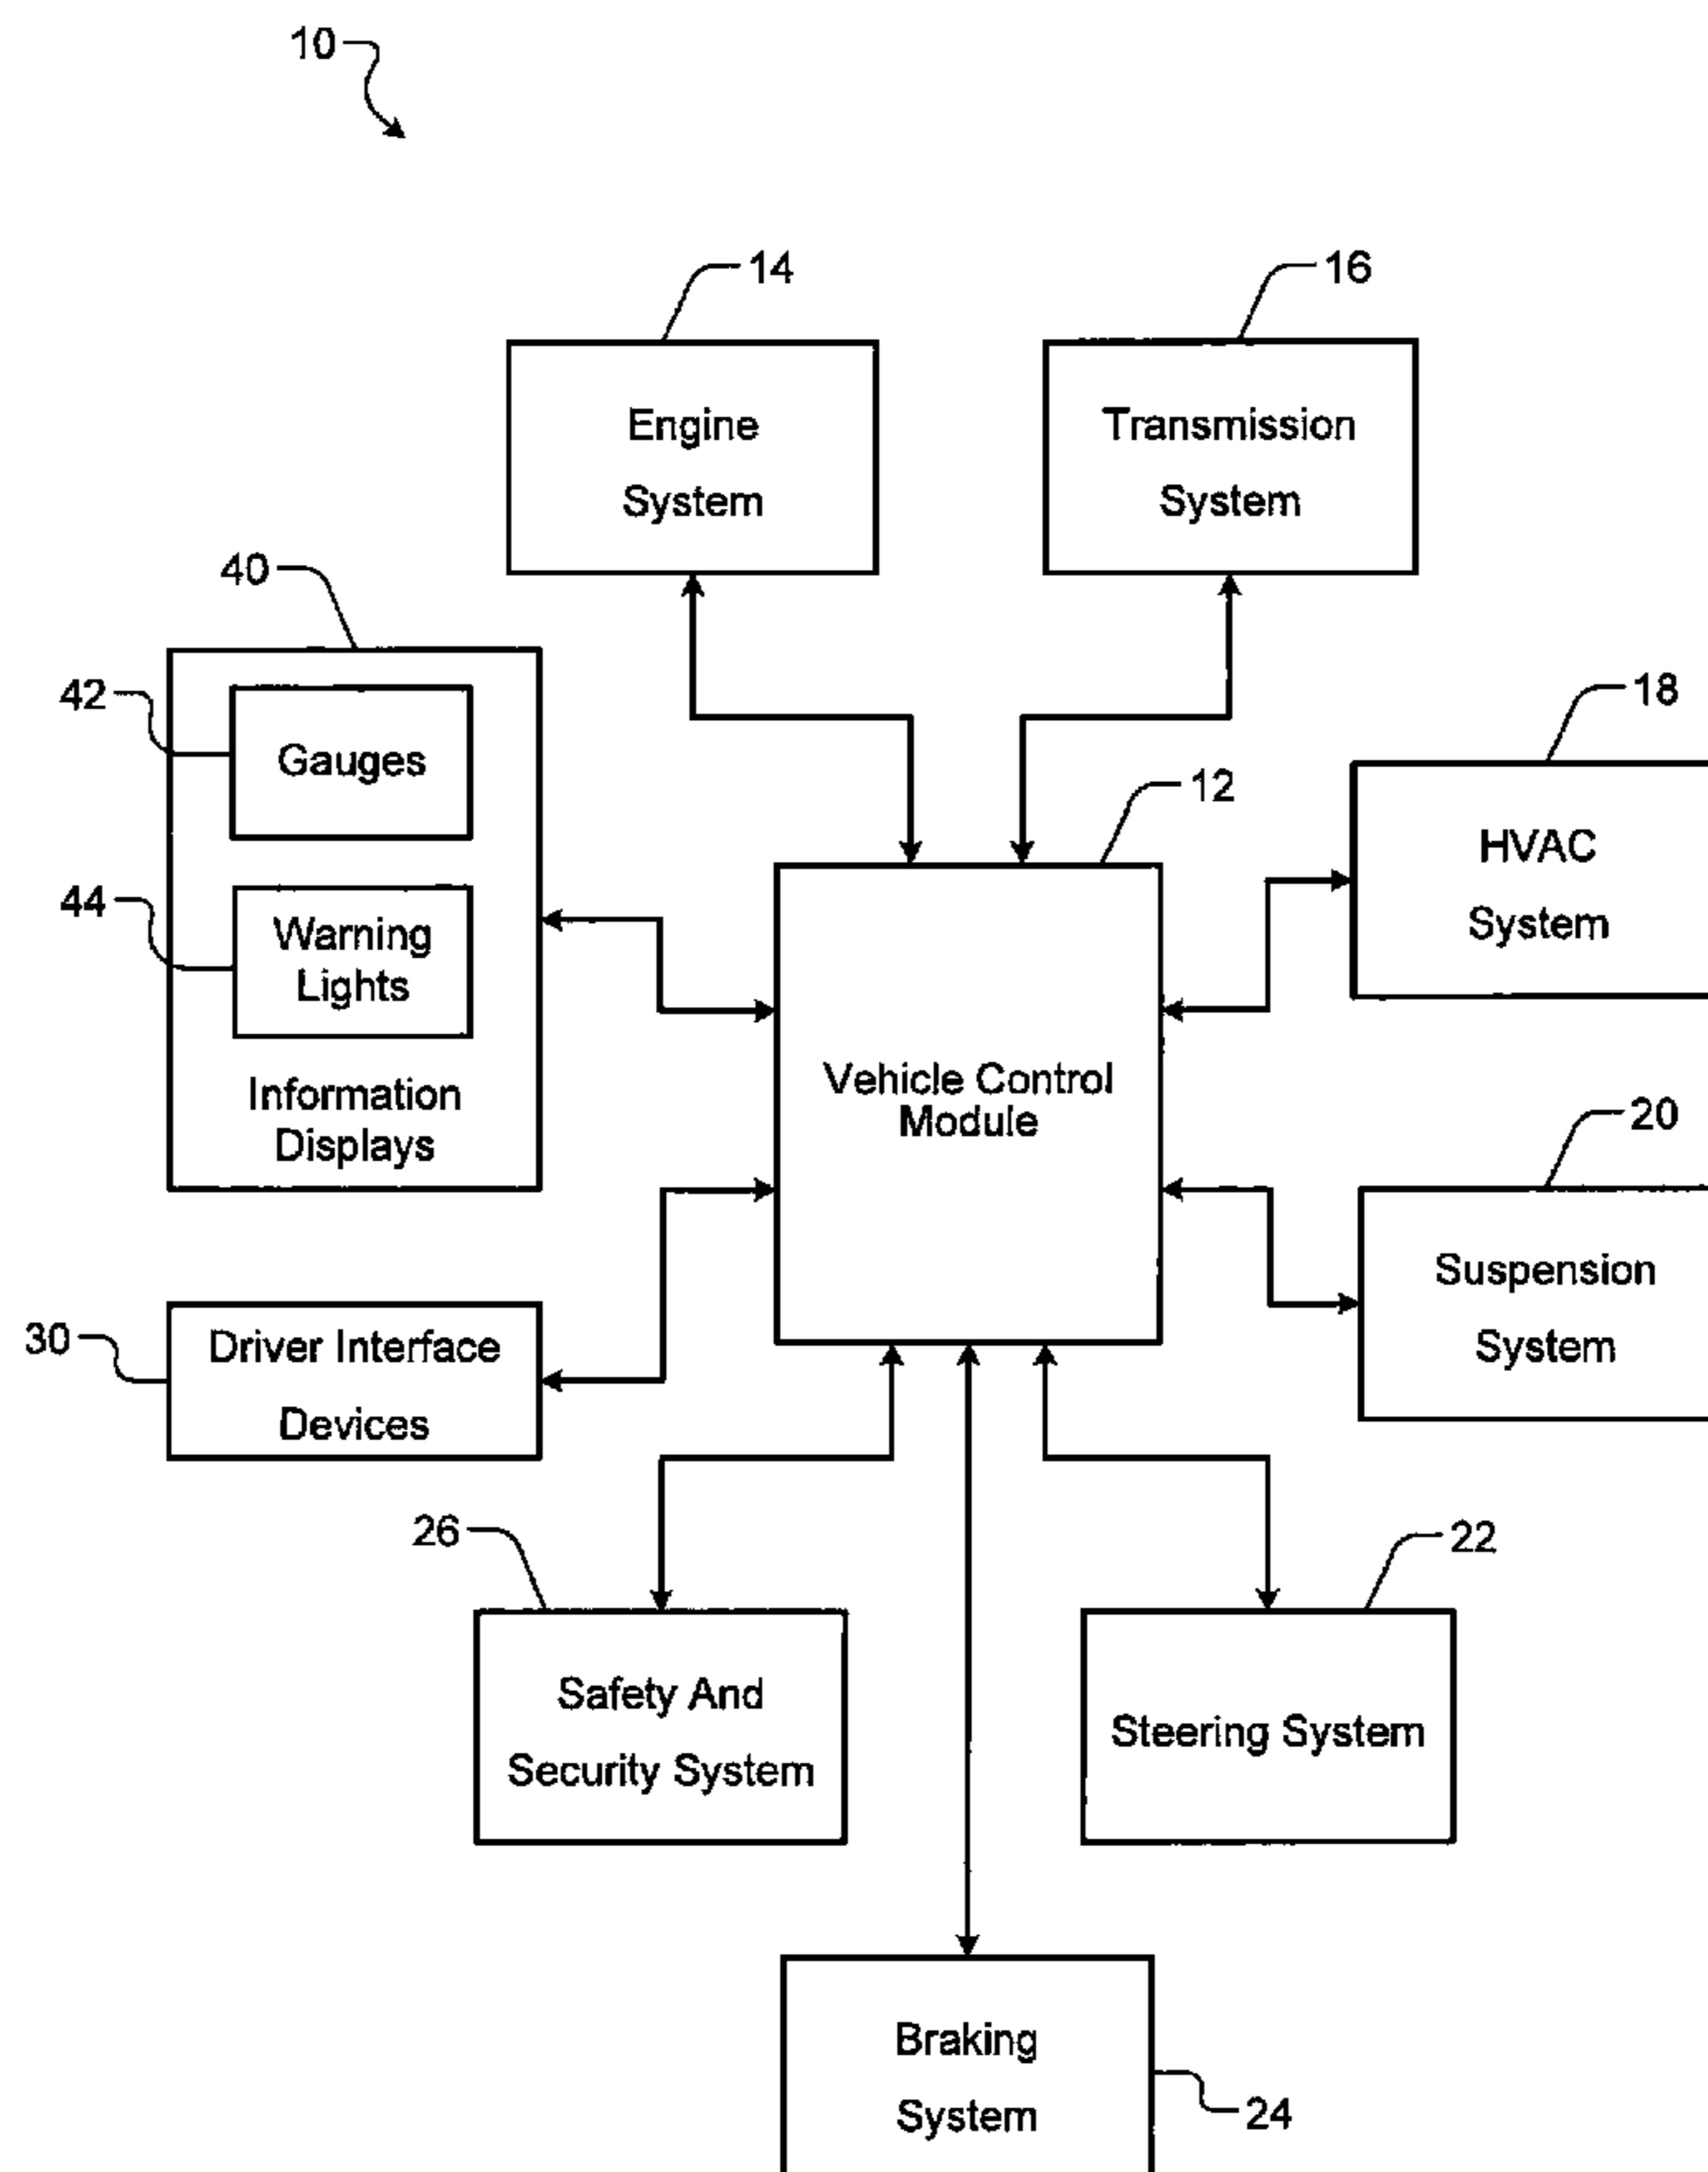 10
14
16
Engine
System
Transmission
System
40
42
Gauges
18
12
HVAC
System
44
Warning
Lights
Information
Displays
Vehicle Control
Module
20
Suspension
System
30
Driver Interface
Devices
26
22
Safety And
Security System
Steering System
Braking
System
24